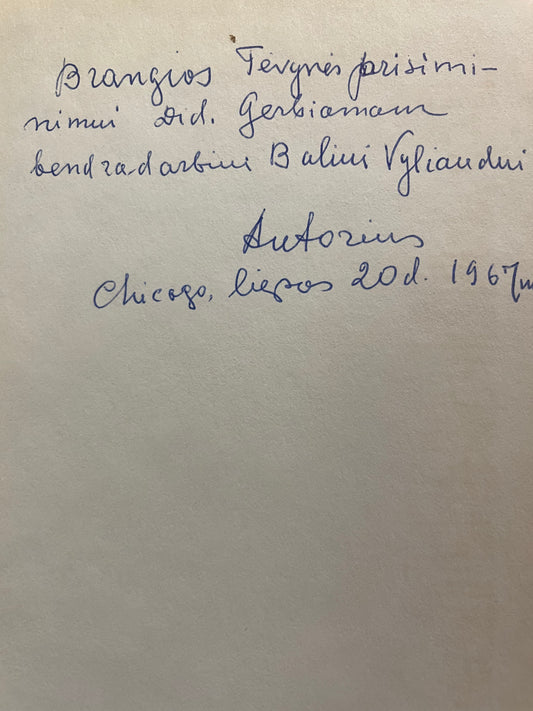 Brangios Tėvynės prisimi-
nimui Did. Gerbiamam
bendradarbiui Baliui Vyliaudui
Autorius
Chicago, liepos 20 d. 1967 m